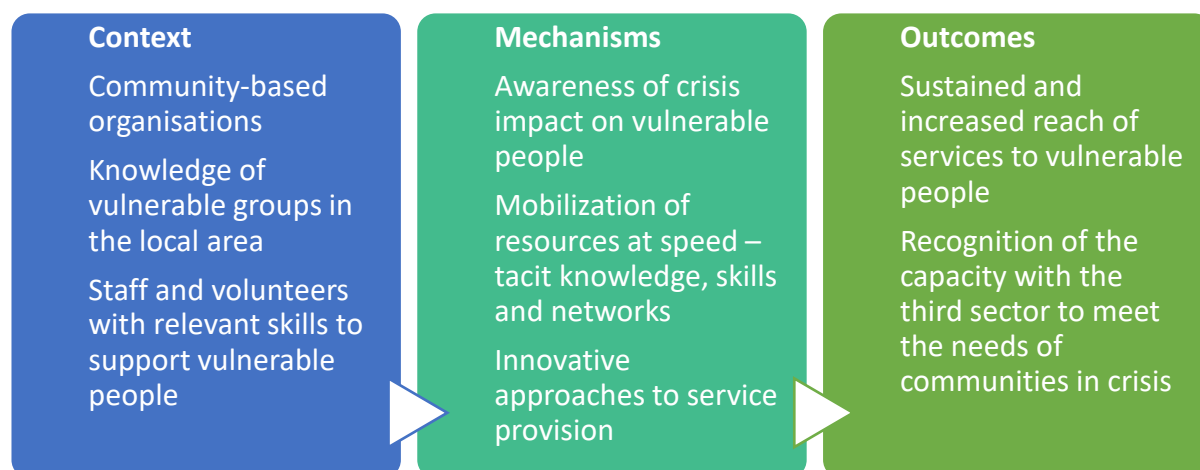 Context
Community-based
organisations
Knowledge of
vulnerable groups in
the local area
Staff and volunteers
with relevant skills to
support vulnerable
people
Mechanisms
Awareness of crisis
impact on vulnerable
people
Mobilization of
resources at speed –
tacit knowledge, skills
and networks
Innovative
approaches to service
provision
Outcomes
Sustained and
increased reach of
services to vulnerable
people
Recognition of the
capacity with the
third sector to meet
the needs of
communities in crisis